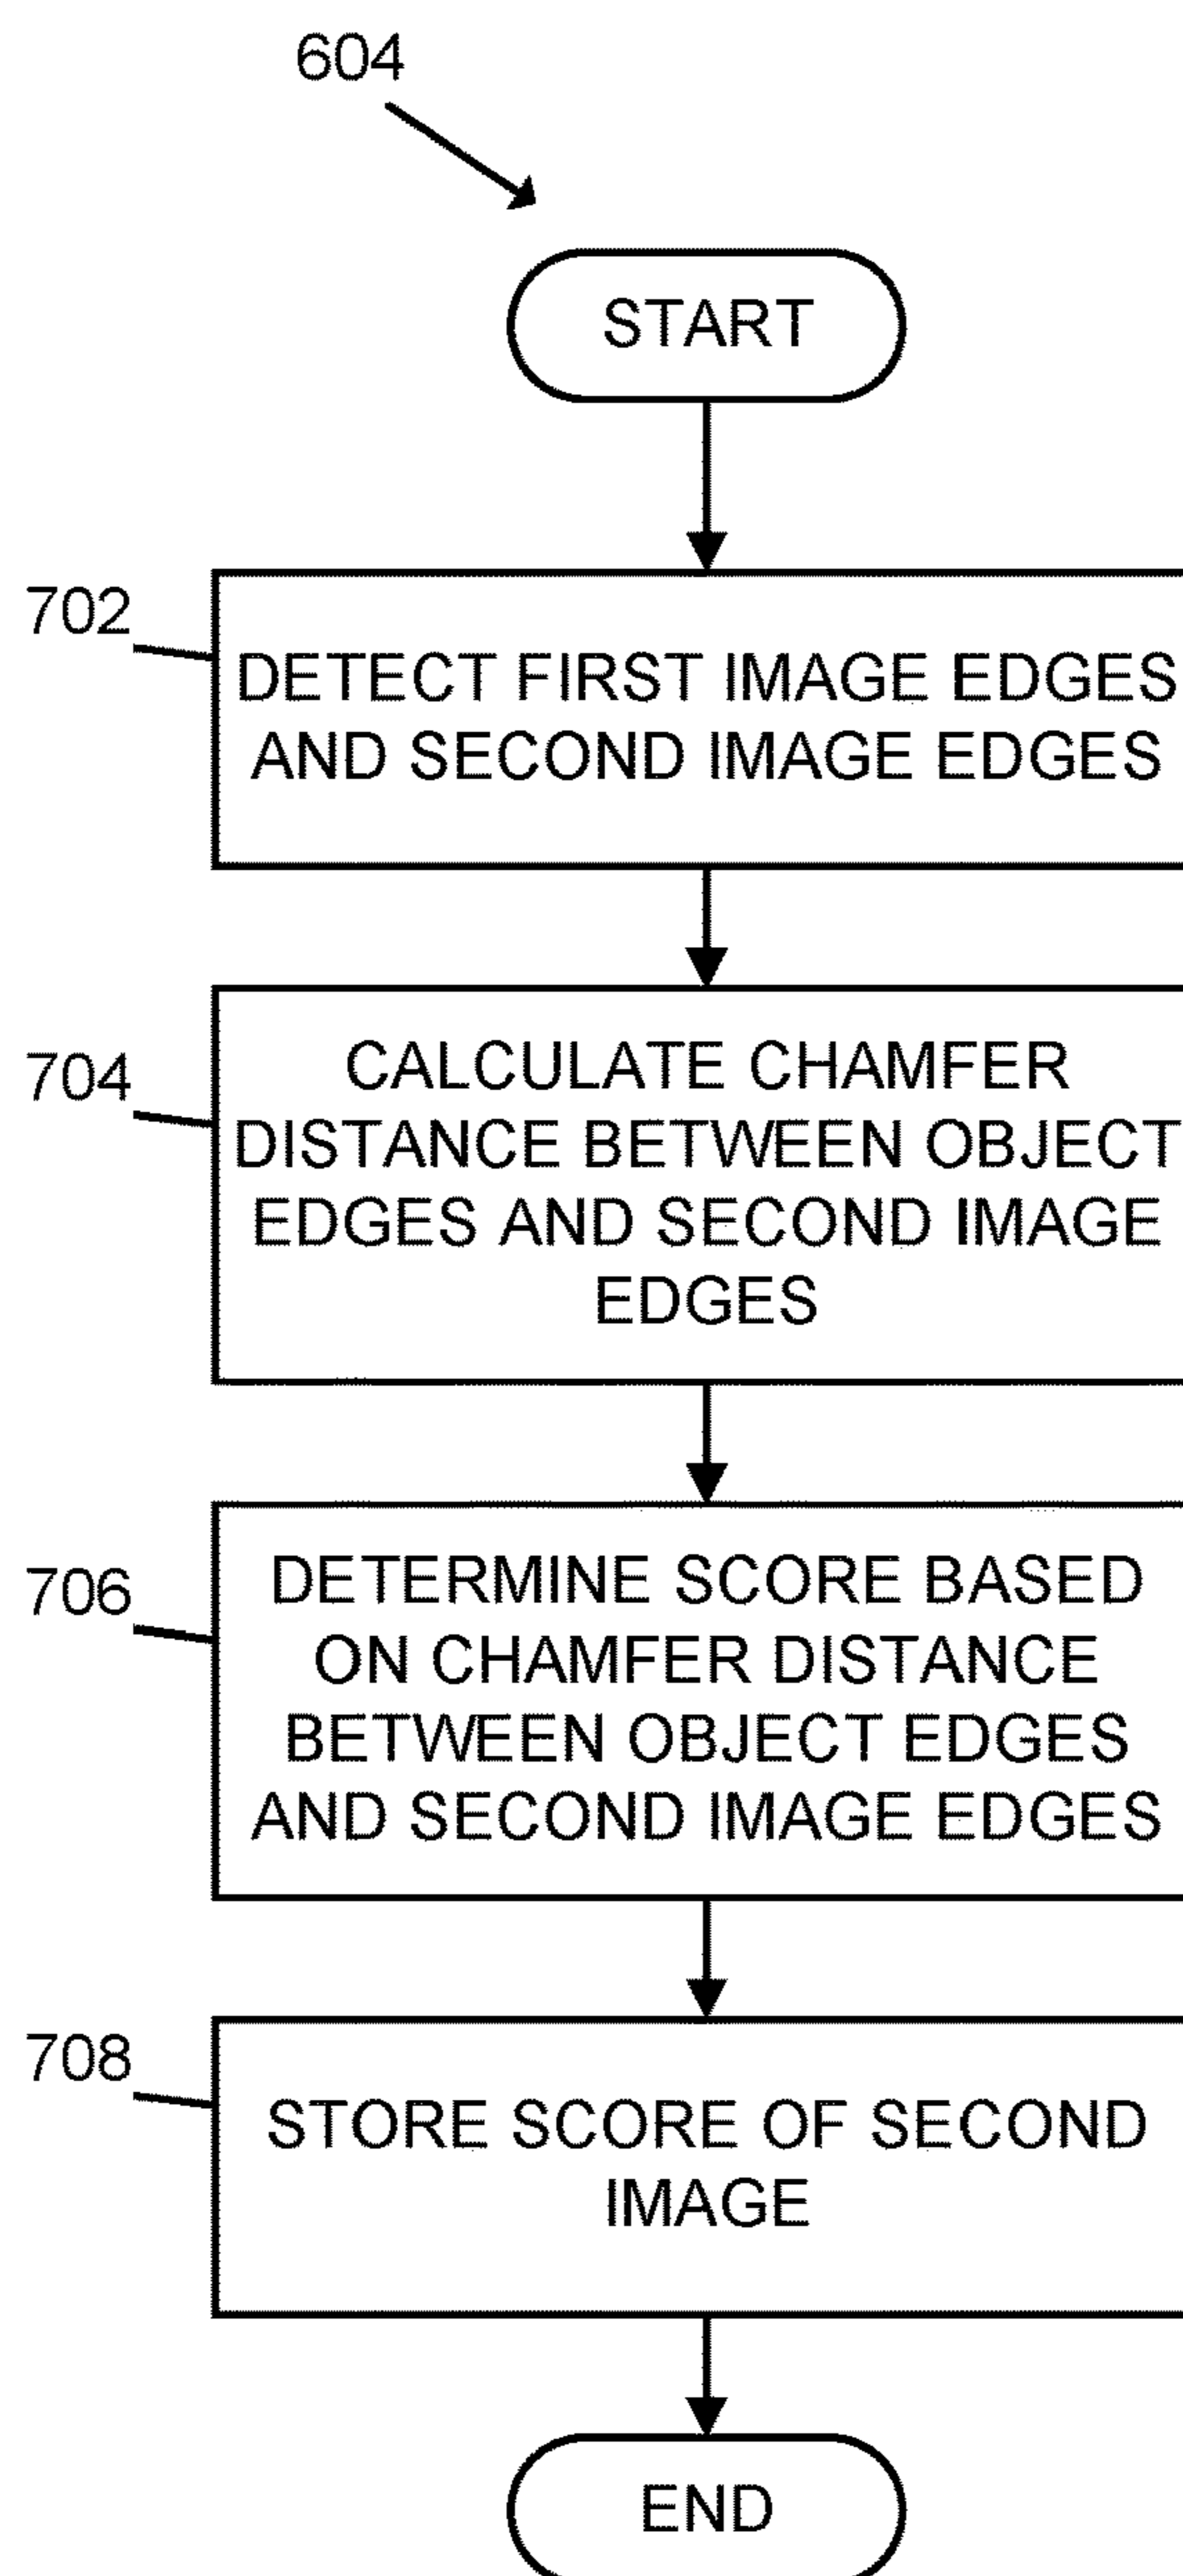 604
START
702
DETECT FIRST IMAGE EDGES
AND SECOND IMAGE EDGES
704
CALCULATE CHAMFER
DISTANCE BETWEEN OBJECT
EDGES AND SECOND IMAGE
EDGES
706
DETERMINE SCORE BASED
ON CHAMFER DISTANCE
BETWEEN OBJECT EDGES
AND SECOND IMAGE EDGES
708
STORE SCORE OF SECOND
IMAGE
END